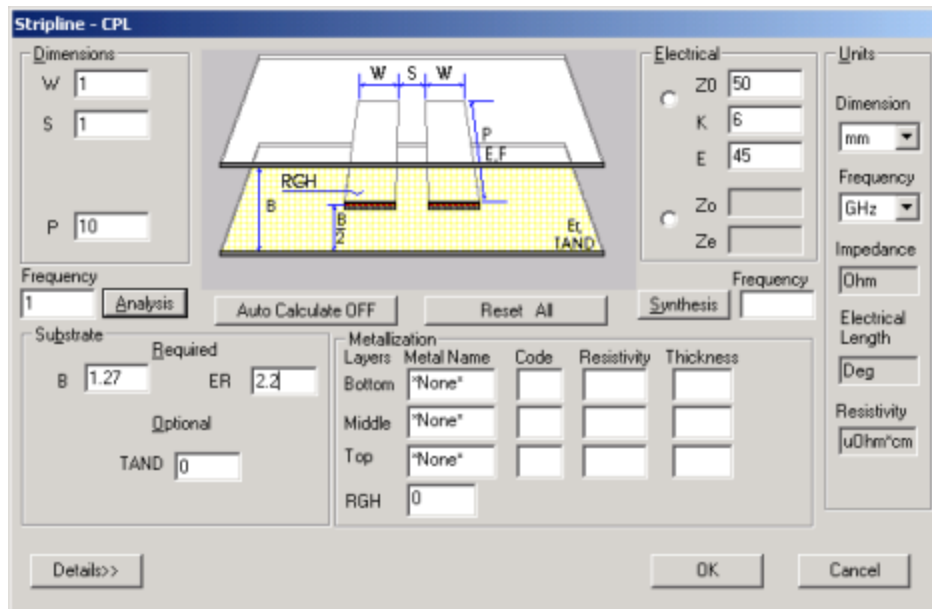 Stripline - CPL
Dimensions
W 1
S 1
P 10
W S W
P
E,F
RGH
B
B
2
Er,
TAND
Electrical
Z0 50
K 6
E 45
Zo
Ze
Units
Dimension
mm
Frequency
GHz
Impedance
Ohm
Electrical
Length
Deg
Resistivity
uOhm*cm
Frequency
1 Analysis
Auto Calculate OFF
Reset All
Synthesis
Frequency
Substrate
Required
B 1.27 ER 2.2
Optional
TAND 0
Metallization
Layers Metal Name Code Resistivity Thickness
Bottom *None*
Middle *None*
Top *None*
RGH 0
Details>>
OK
Cancel